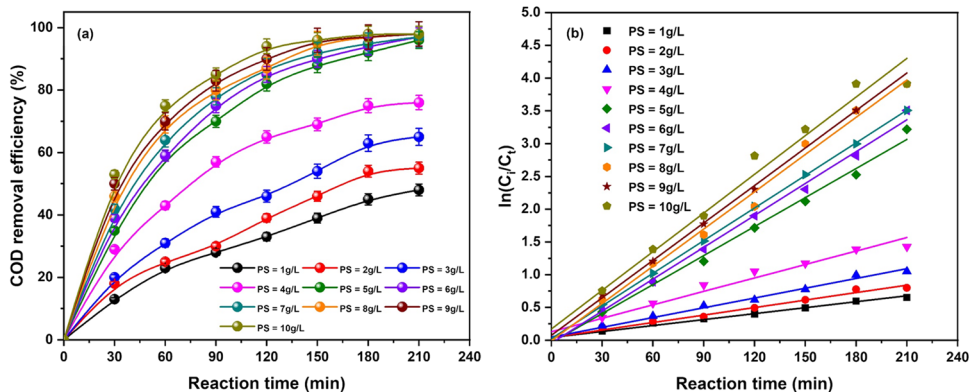 (a)
COD removal efficiency (%)
100
80
60
40
20
0
PS = 1g/L PS = 2g/L PS = 3g/L
PS = 4g/L PS = 5g/L PS = 6g/L
PS = 7g/L PS = 8g/L PS = 9g/L
PS = 10g/L
0 30 60 90 120 150 180 210 240
Reaction time (min)
(b)
ln(Ci/Ct)
5.0
4.5
4.0
3.5
3.0
2.5
2.0
1.5
1.0
0.5
0.0
PS = 1g/L
PS = 2g/L
PS = 3g/L
PS = 4g/L
PS = 5g/L
PS = 6g/L
PS = 7g/L
PS = 8g/L
PS = 9g/L
PS = 10g/L
0 30 60 90 120 150 180 210 240
Reaction time (min)